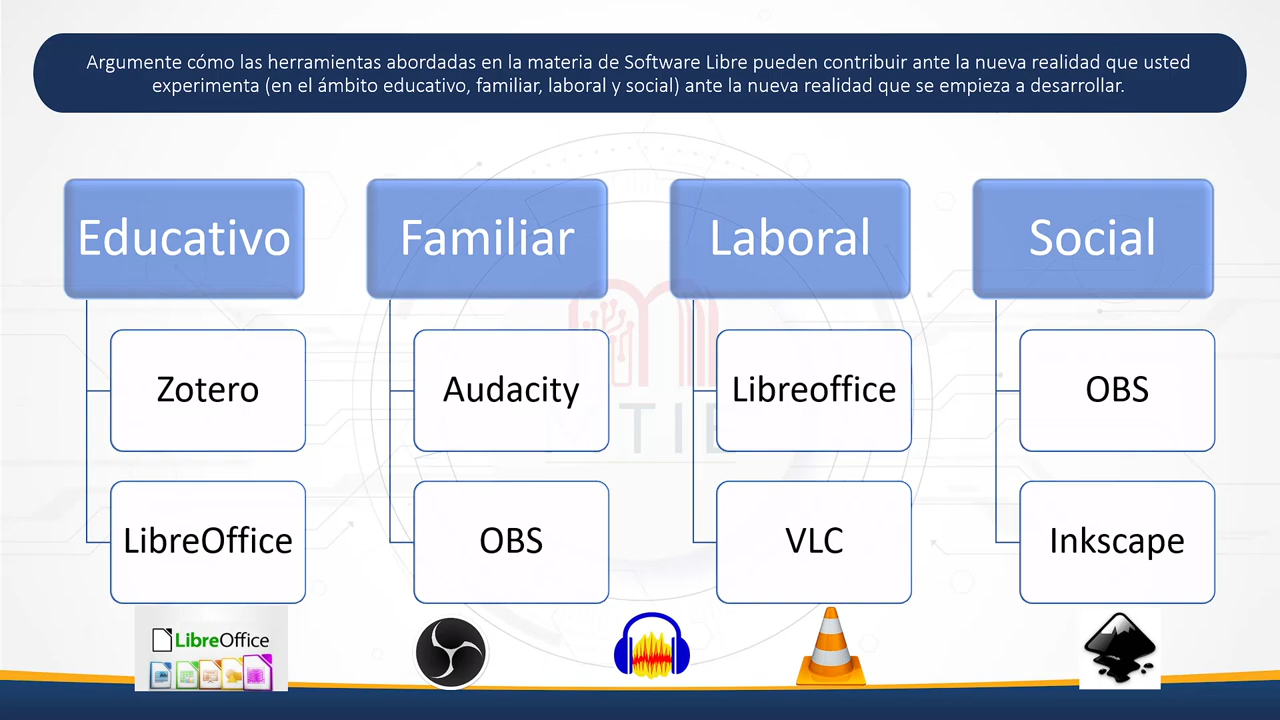 Argumente cómo las herramientas abordadas en la materia de Software Libre pueden contribuir ante la nueva realidad que usted
experimenta (en el ámbito educativo, familiar, laboral y social) ante la nueva realidad que se empieza a desarrollar.
Educativo
Zotero
LibreOffice
Familiar
Audacity
OBS
Laboral
Libreoffice
VLC
Social
OBS
Inkscape
LibreOffice